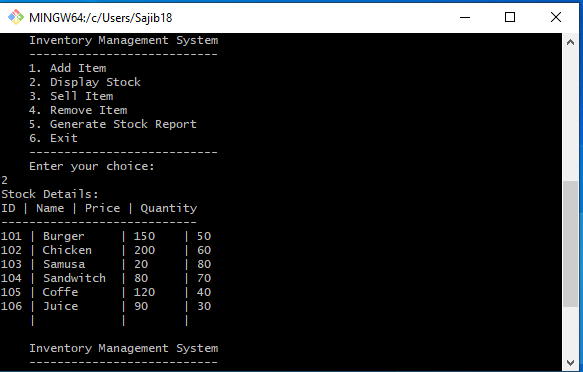 MINGW64:/c/Users/Sajib18
Inventory Management System
---------------------------
1. Add Item
2. Display Stock
3. Sell Item
4. Remove Item
5. Generate Stock Report
6. Exit
---------------------------
Enter your choice:
2
Stock Details:
ID | Name | Price | Quantity
----------------------------
101 | Burger     | 150    | 50
102 | Chicken    | 200    | 60
103 | Samusa     | 20     | 80
104 | Sandwitch  | 80     | 70
105 | Coffe      | 120    | 40
106 | Juice      | 90     | 30
    |            |        |
Inventory Management System
---------------------------